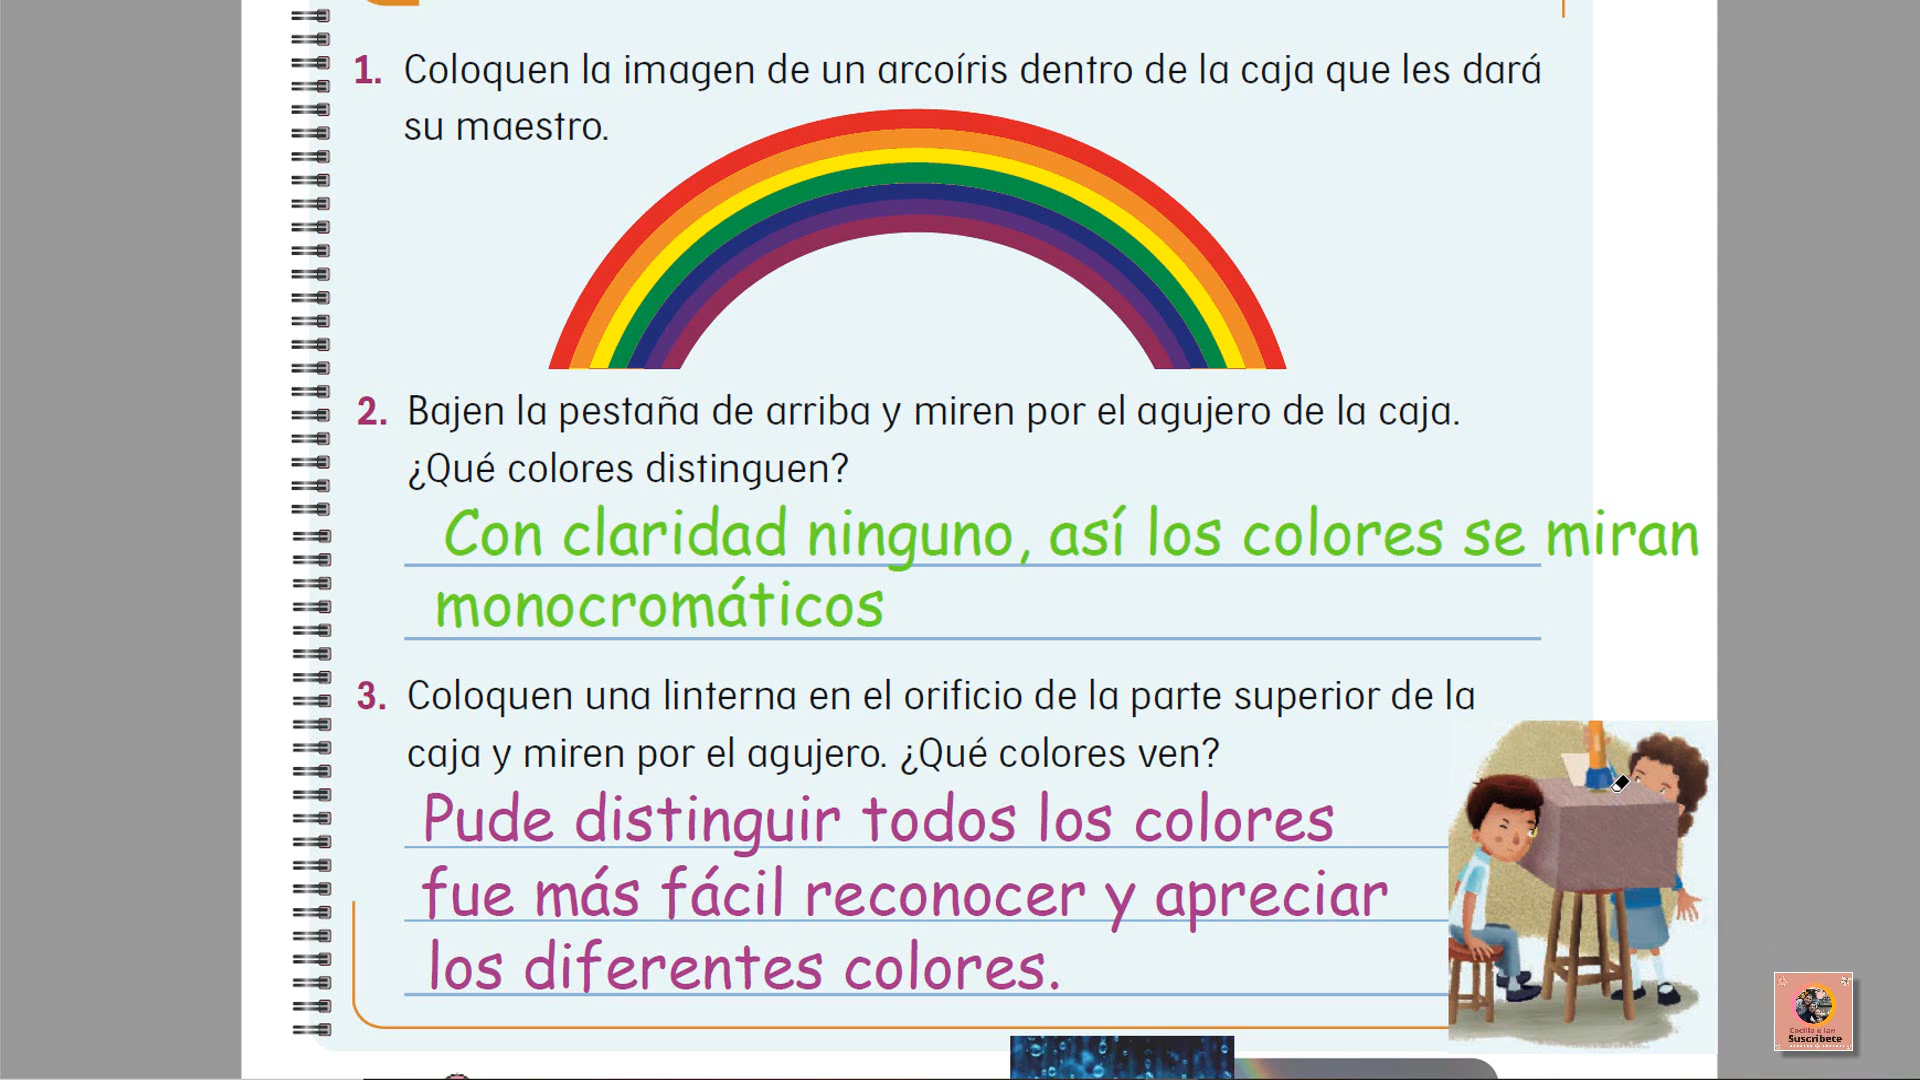 1. Coloquen la imagen de un arcoíris dentro de la caja que les dará
su maestro.
2. Bajen la pestaña de arriba y miren por el agujero de la caja.
¿Qué colores distinguen?
Con claridad ninguno, así los colores se miran
monocromáticos
3. Coloquen una linterna en el orificio de la parte superior de la
caja y miren por el agujero. ¿Qué colores ven?
Pude distinguir todos los colores
fue más fácil reconocer y apreciar
los diferentes colores.
Cecilia e Ian
Suscribete